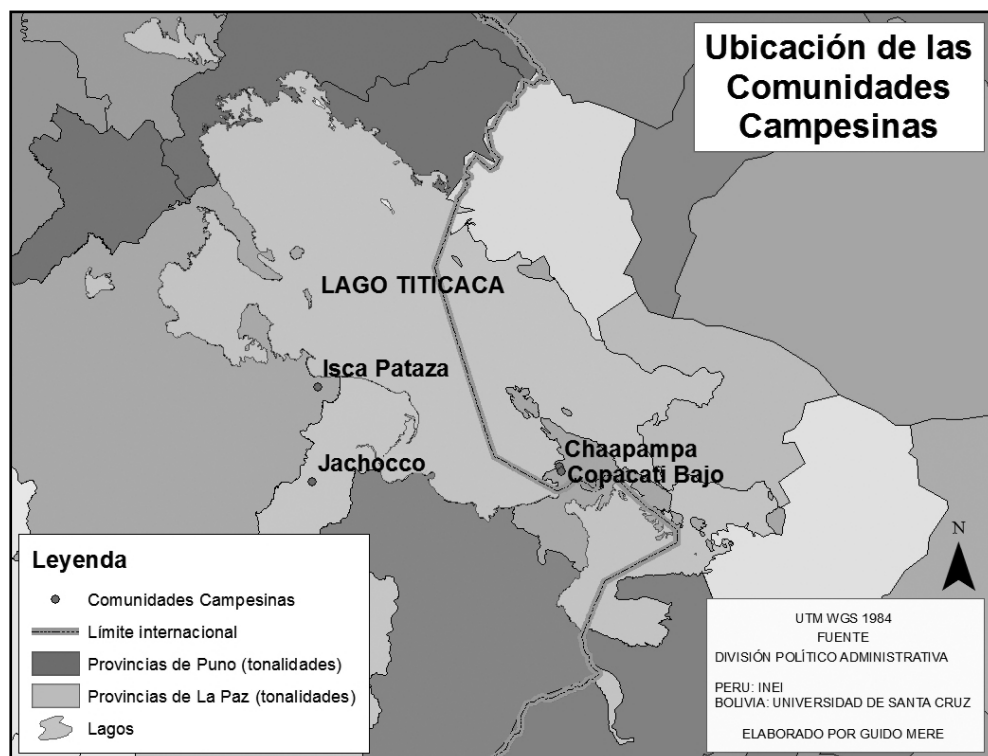 Ubicación de las
Comunidades
Campesinas
LAGO TITICACA
Isca Pataza
Chaapampa
Copacati Bajo
Jachocco
Leyenda
Comunidades Campesinas
Límite internacional
Provincias de Puno (tonalidades)
Provincias de La Paz (tonalidades)
Lagos
N
UTM WGS 1984
FUENTE
DIVISIÓN POLÍTICO ADMINISTRATIVA
PERU: INEI
BOLIVIA: UNIVERSIDAD DE SANTA CRUZ
ELABORADO POR GUIDO MERE